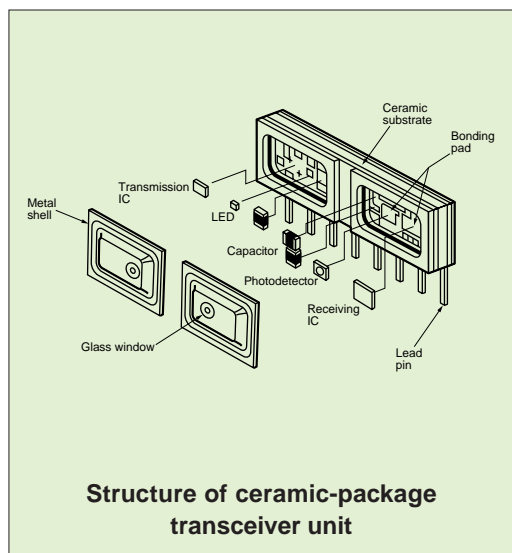 Ceramic
substrate
Bonding
pad
Transmission
IC
Metal
shell
LED
Capacitor
Photodetector
Receiving
IC
Glass window
Lead
pin
Structure of ceramic-package
transceiver unit